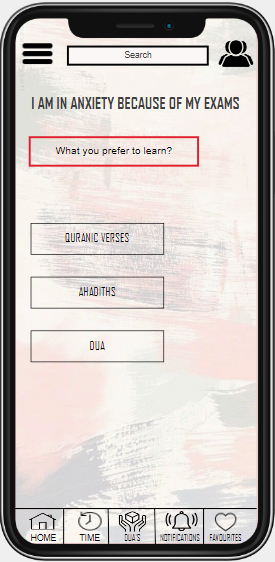 Search
I AM IN ANXIETY BECAUSE OF MY EXAMS
What you prefer to learn?
QURANIC VERSES
AHADITHS
DUA
HOME TIME DUA'S NOTIFICATIONS FAVOURITES